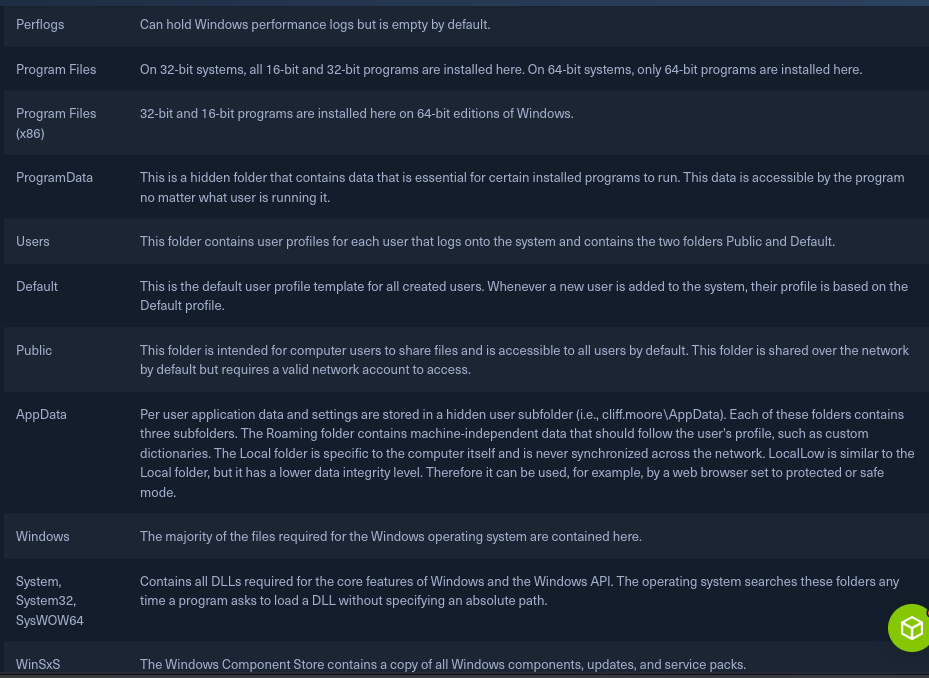 Perflogs
Can hold Windows performance logs but is empty by default.
Program Files
On 32-bit systems, all 16-bit and 32-bit programs are installed here. On 64-bit systems, only 64-bit programs are installed here.
Program Files
(x86)
32-bit and 16-bit programs are installed here on 64-bit editions of Windows.
ProgramData
This is a hidden folder that contains data that is essential for certain installed programs to run. This data is accessible by the program
no matter what user is running it.
Users
This folder contains user profiles for each user that logs onto the system and contains the two folders Public and Default.
Default
This is the default user profile template for all created users. Whenever a new user is added to the system, their profile is based on the
Default profile.
Public
This folder is intended for computer users to share files and is accessible to all users by default. This folder is shared over the network
by default but requires a valid network account to access.
AppData
Per user application data and settings are stored in a hidden user subfolder (i.e., cliff.moore\AppData). Each of these folders contains
three subfolders. The Roaming folder contains machine-independent data that should follow the user's profile, such as custom
dictionaries. The Local folder is specific to the computer itself and is never synchronized across the network. LocalLow is similar to the
Local folder, but it has a lower data integrity level. Therefore it can be used, for example, by a web browser set to protected or safe
mode.
Windows
The majority of the files required for the Windows operating system are contained here.
System,
System32,
SysWOW64
Contains all DLLs required for the core features of Windows and the Windows API. The operating system searches these folders any
time a program asks to load a DLL without specifying an absolute path.
WinSxS
The Windows Component Store contains a copy of all Windows components, updates, and service packs.